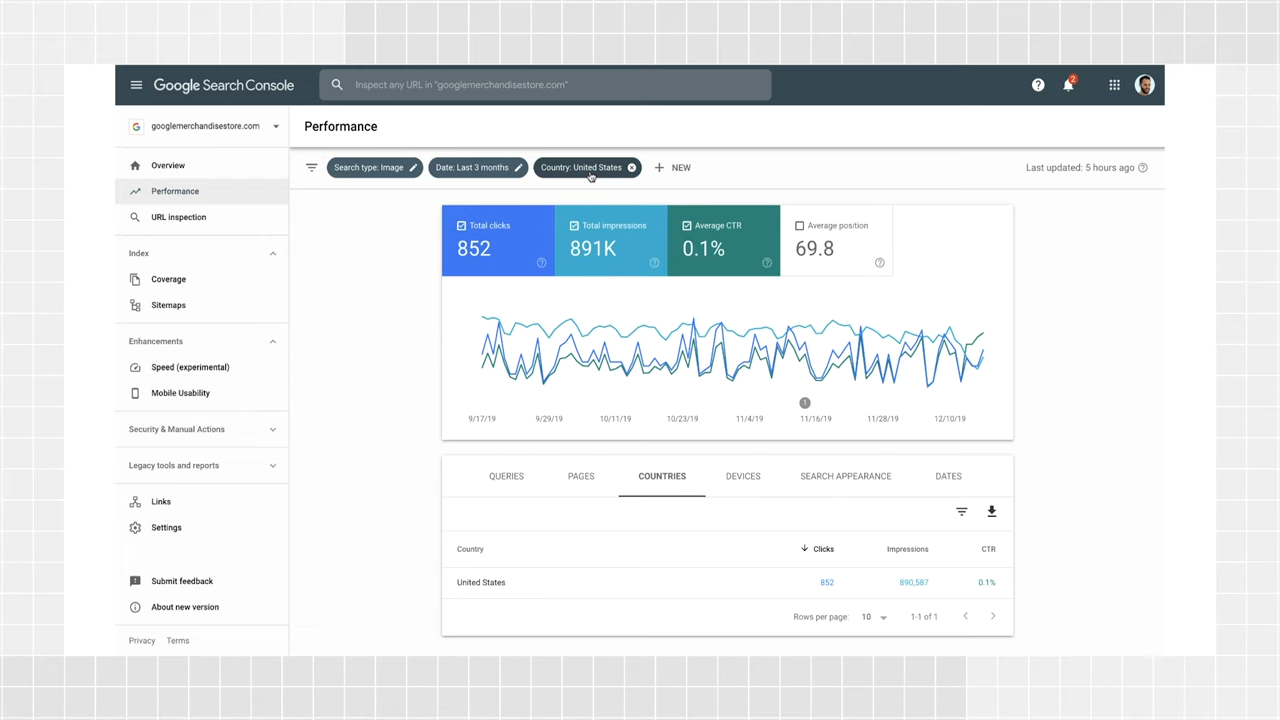 Google Search Console
Inspect any URL in "googlemerchandisestore.com"
2
G
googlemerchandisestore.com
Performance
Overview
Performance
URL inspection
Index
Coverage
Sitemaps
Enhancements
Speed (experimental)
Mobile Usability
Security & Manual Actions
Legacy tools and reports
Links
Settings
Submit feedback
About new version
Privacy Terms
Search type: Image
Date: Last 3 months
Country: United States
NEW
Last updated: 5 hours ago
Total clicks
852
Total impressions
891K
Average CTR
0.1%
Average position
69.8
1
9/17/19 9/29/19 10/11/19 10/23/19 11/4/19 11/16/19 11/28/19 12/10/19
QUERIES PAGES COUNTRIES DEVICES SEARCH APPEARANCE DATES
Country Clicks Impressions CTR
United States 852 890,587 0.1%
Rows per page: 10 1-1 of 1